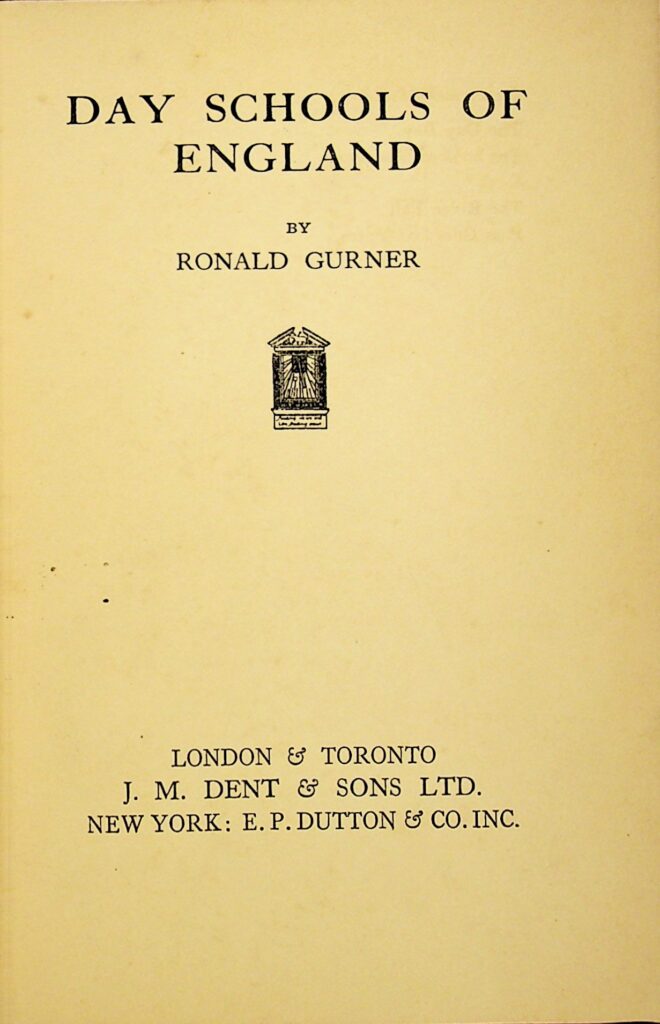 DAY SCHOOLS OF
ENGLAND
BY
RONALD GURNER
LONDON & TORONTO
J. M. DENT & SONS LTD.
NEW YORK: E. P. DUTTON & CO. INC.